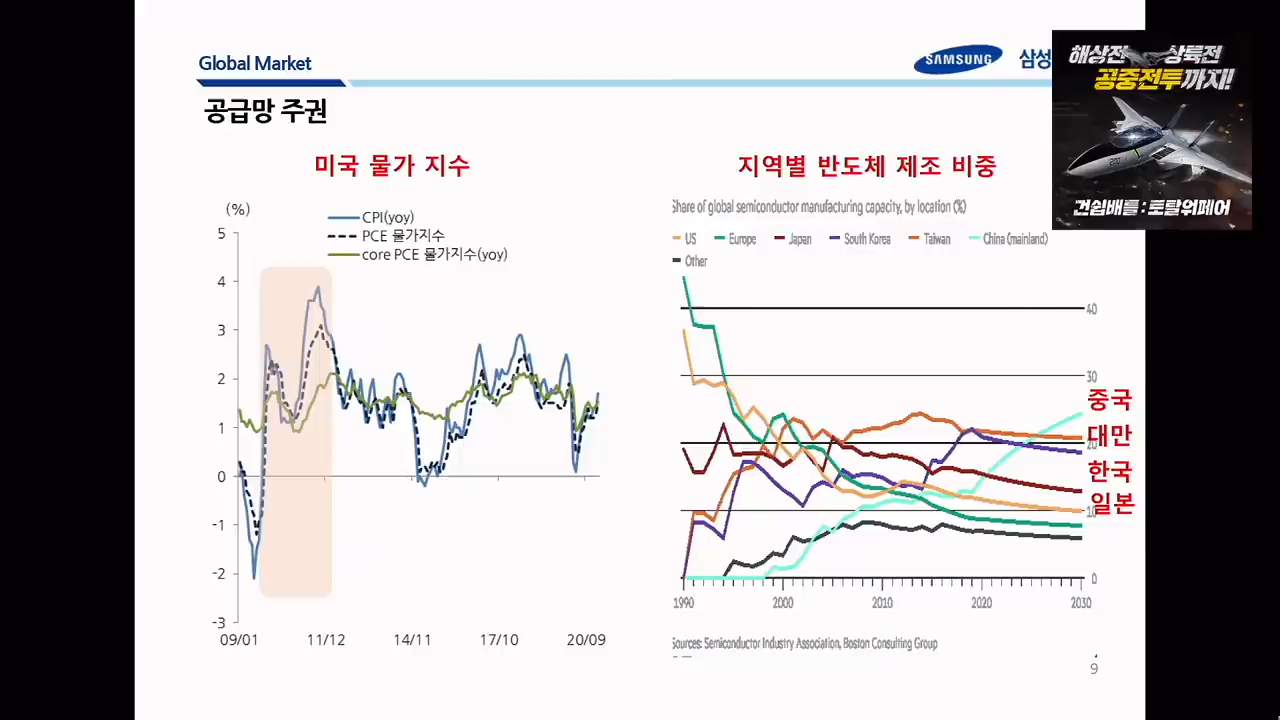 Global Market
SAMSUNG 삼성
공급망 주권
해상전 상륙전
공중전투까지!
건쉽배틀 : 토탈워페어
미국 물가 지수
(%)
CPI(yoy)
PCE 물가지수
core PCE 물가지수(yoy)
5
4
3
2
1
0
-1
-2
-3
09/01 11/12 14/11 17/10 20/09
지역별 반도체 제조 비중
Share of global semiconductor manufacturing capacity, by location (%)
US Europe Japan South Korea Taiwan China (mainland)
Other
40
30
중국
대만
한국
일본
0
1990 2000 2010 2020 2030
Sources: Semiconductor Industry Association, Boston Consulting Group
9